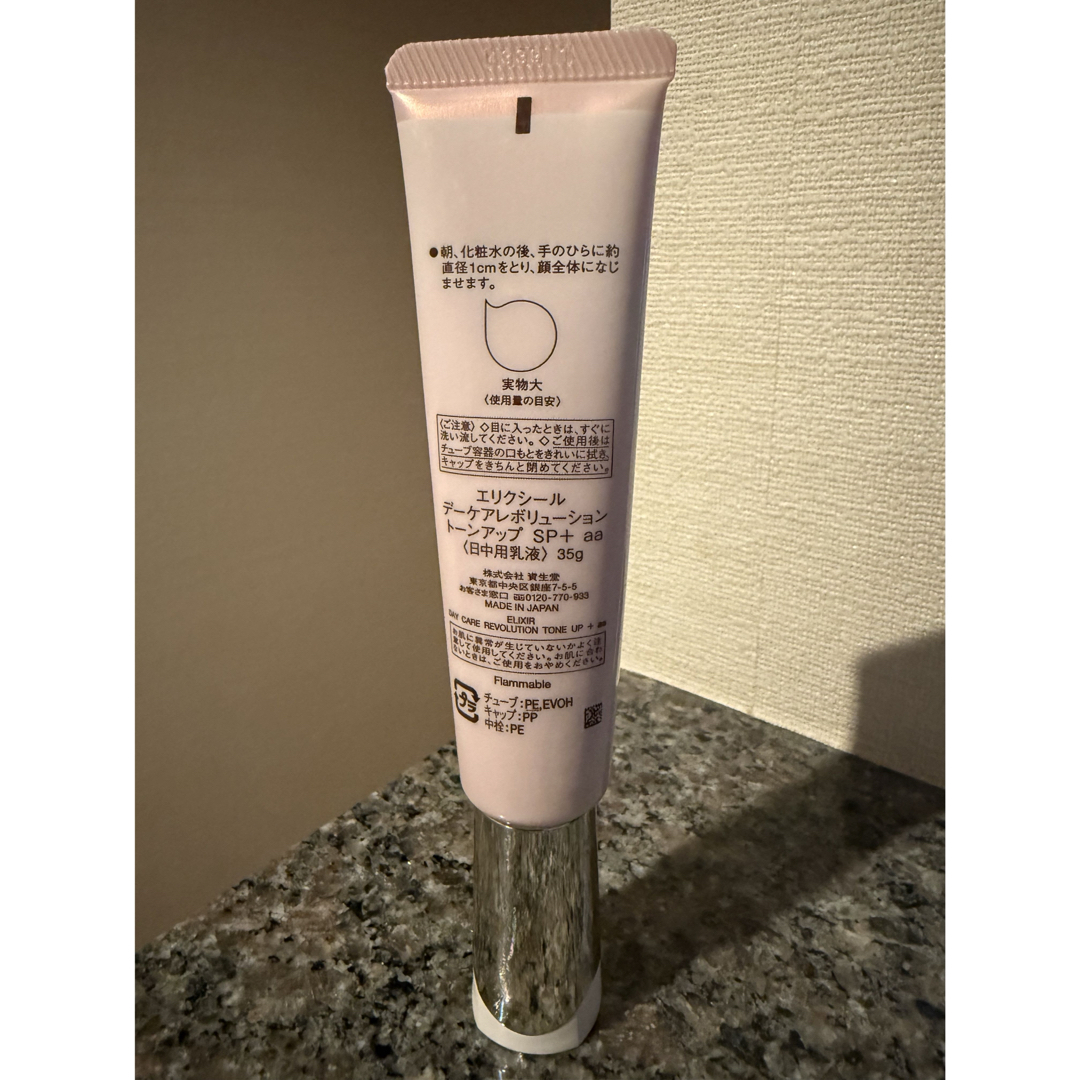 ●朝、化粧水の後、手のひらに約
直径1cmをとり、顔全体になじ
ませます。
実物大
〈使用量の目安〉
〈ご注意〉◇目に入ったときは、すぐに
洗い流してください。◇ご使用後は
チューブ容器の口もとをきれいに拭き、
キャップをきちんと閉めてください。
エリクシール
デーケアレボリューション
トーンアップ SP+ aa
〈日中用乳液〉35g
株式会社 資生堂
東京都中央区銀座7-5-5
お客さま窓口 0120-770-933
MADE IN JAPAN
ELIXIR
DAY CARE REVOLUTION TONE UP + aa
お肌に異常が生じていないかよく注
意して使用してください。お肌に合わ
ないときは、ご使用をおやめください。
Flammable
プラ
チューブ:PE,EVOH
キャップ:PP
中栓:PE